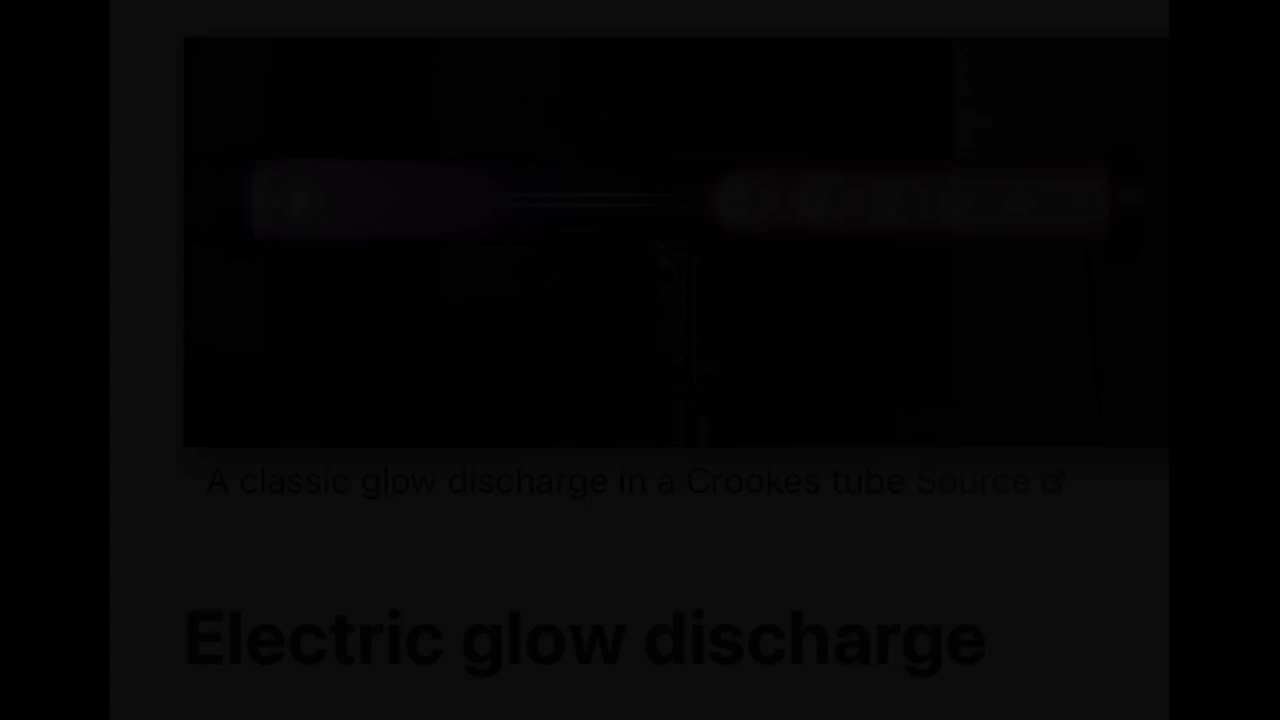 A classic glow discharge in a Crookes tube Source
Electric glow discharge